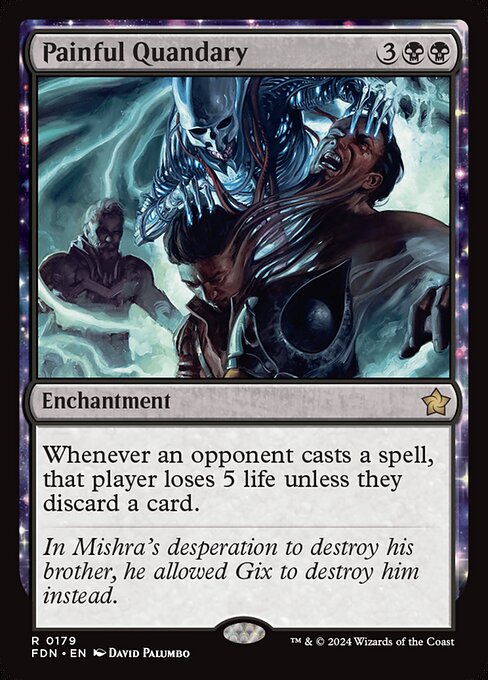 Painful Quandary 3
Enchantment
Whenever an opponent casts a spell,
that player loses 5 life unless they
discard a card.
In Mishra's desperation to destroy his
brother, he allowed Gix to destroy him
instead.
R 0179
™ & © 2024 Wizards of the Coast
FDN • EN David Palumbo